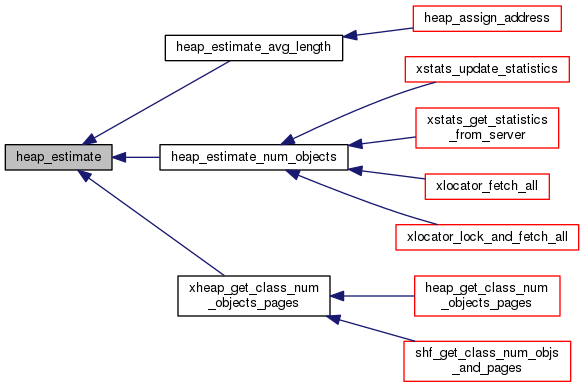 heap_assign_address
heap_estimate_avg_length
xstats_update_statistics
xstats_get_statistics
_from_server
heap_estimate
heap_estimate_num_objects
xlocator_fetch_all
xlocator_lock_and_fetch_all
xheap_get_class_num
_objects_pages
heap_get_class_num
_objects_pages
shf_get_class_num_objs
_and_pages